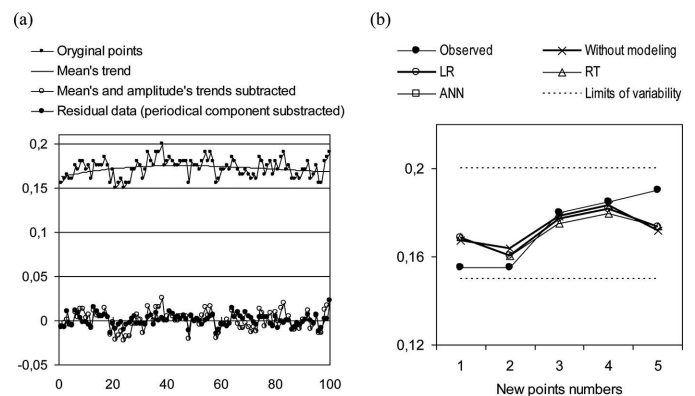 (a)
Oryginal points
Mean's trend
Mean's and amplitude's trends subtracted
Residual data (periodical component substracted)
0,2
0,15
0,1
0,05
0
-0,05
0 20 40 60 80 100
(b)
Observed Without modeling
LR RT
ANN Limits of variability
0,2
0,16
0,12
1 2 3 4 5
New points numbers